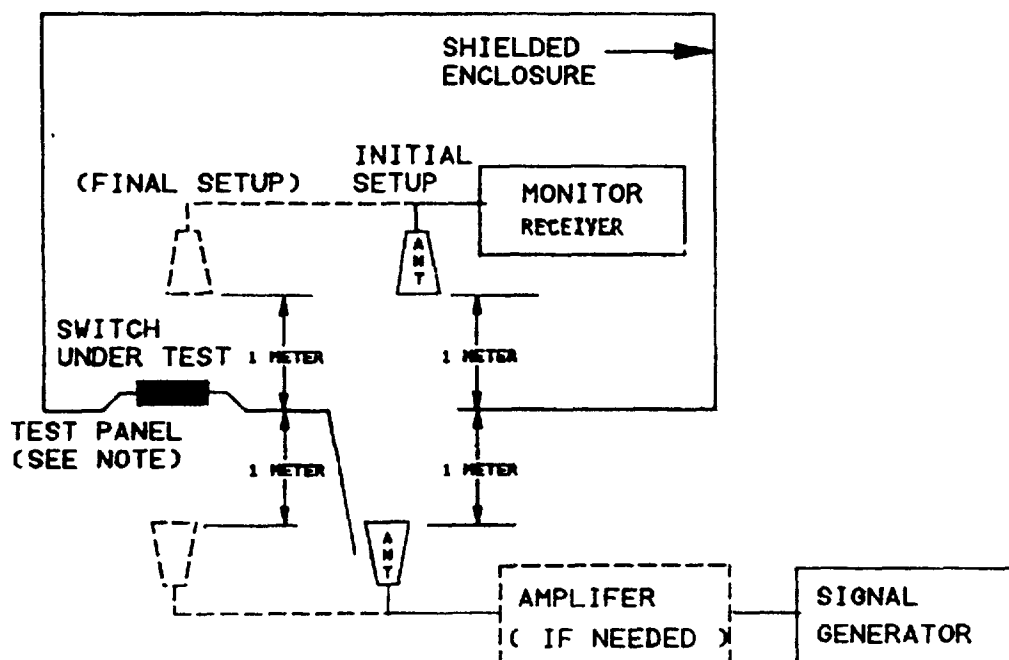 SHIELDED
ENCLOSURE
INITIAL
SETUP
(FINAL SETUP)
MONITOR
RECEIVER
ANT
SWITCH
UNDER TEST
1 METER
1 METER
TEST PANEL
(SEE NOTE)
1 METER
1 METER
ANT
AMPLIFER
( IF NEEDED )
SIGNAL
GENERATOR